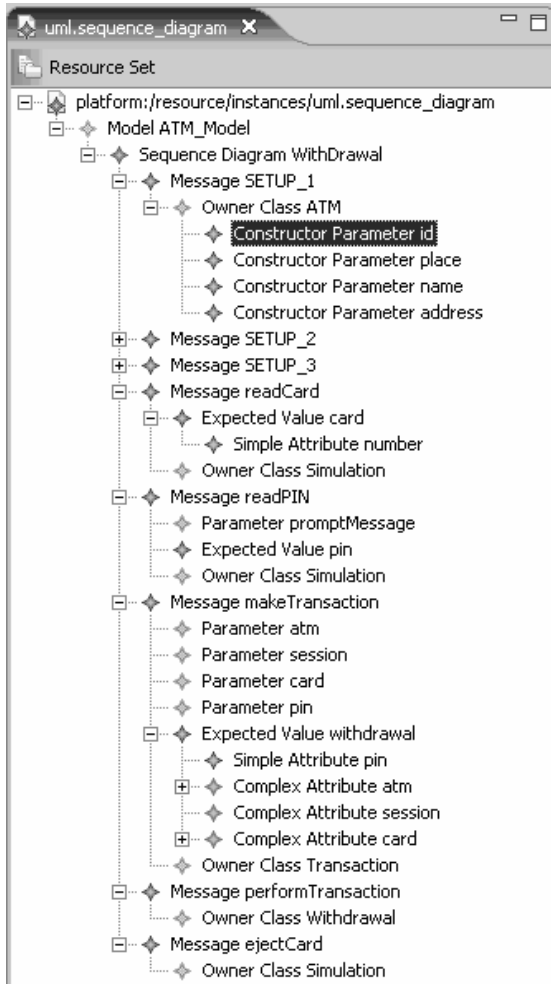 uml.sequence_diagram
Resource Set
platform:/resource/instances/uml.sequence_diagram
Model ATM_Model
Sequence Diagram WithDrawal
Message SETUP_1
Owner Class ATM
Constructor Parameter id
Constructor Parameter place
Constructor Parameter name
Constructor Parameter address
Message SETUP_2
Message SETUP_3
Message readCard
Expected Value card
Simple Attribute number
Owner Class Simulation
Message readPIN
Parameter promptMessage
Expected Value pin
Owner Class Simulation
Message makeTransaction
Parameter atm
Parameter session
Parameter card
Parameter pin
Expected Value withdrawal
Simple Attribute pin
Complex Attribute atm
Complex Attribute session
Complex Attribute card
Owner Class Transaction
Message performTransaction
Owner Class Withdrawal
Message ejectCard
Owner Class Simulation